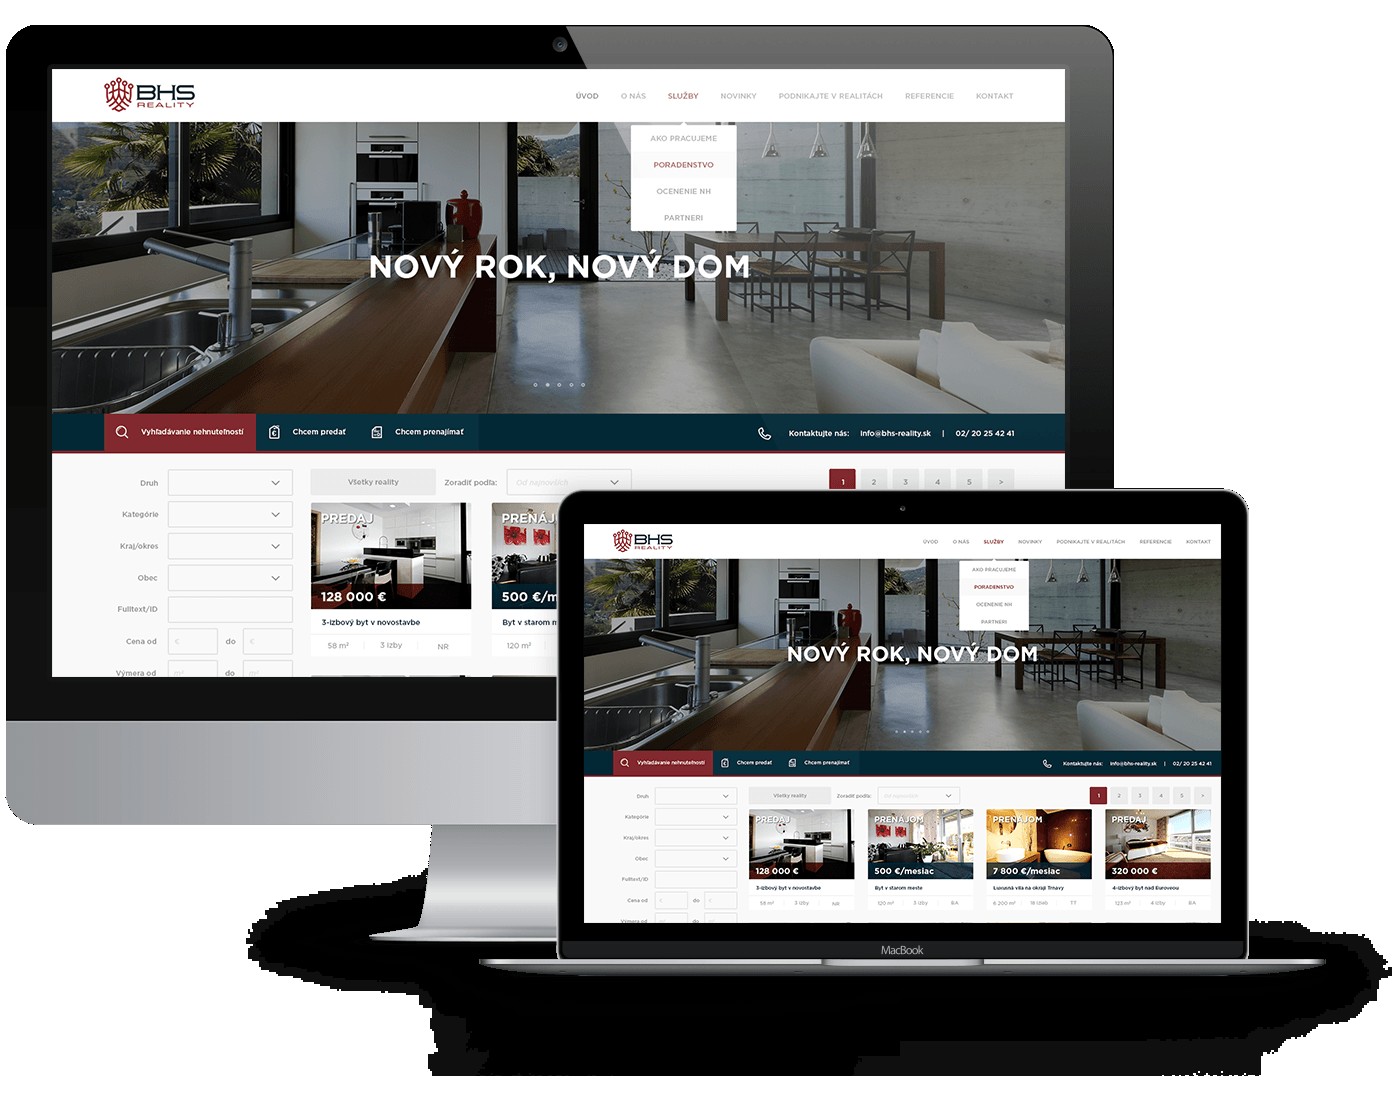 BHS
REALITY
ÚVOD O NÁS SLUŽBY NOVINKY PODNIKAJTE V REALITÁCH REFERENCIE KONTAKT
AKO PRACUJEME
PORADENSTVO
OCENENIE NH
PARTNERI
NOVÝ ROK, NOVÝ DOM
Vyhľadávanie nehnuteľností Chcem predať Chcem prenajímať Kontaktujte nás: info@bhs-reality.sk | 02/ 20 25 42 41
Druh Všetky reality Zoradiť podľa: Od najnovších 1 2 3 4 5 >
Kategórie
Kraj/okres
Obec
Fulltext/ID
Cena od € do €
Výmera od m² do m²
PREDAJ
128 000 €
3-izbový byt v novostavbe
58 m² 3 izby NR
PRENÁJ
500 €/m
Byt v starom m
120 m²
BHS
REALITY
ÚVOD O NÁS SLUŽBY NOVINKY PODNIKAJTE V REALITÁCH REFERENCIE KONTAKT
AKO PRACUJEME
PORADENSTVO
OCENENIE NH
PARTNERI
NOVÝ ROK, NOVÝ DOM
Vyhľadávanie nehnuteľností Chcem predať Chcem prenajímať Kontaktujte nás: info@bhs-reality.sk | 02/ 20 25 42 41
Druh Všetky reality Zoradiť podľa: Od najnovších 1 2 3 4 5 >
Kategórie
Kraj/okres
Obec
Fulltext/ID
Cena od € do €
Výmera od m² do m²
PREDAJ
128 000 €
3-izbový byt v novostavbe
58 m² 3 izby NR
PRENÁJOM
500 €/mesiac
Byt v starom meste
120 m² 3 izby BA
PRENÁJOM
7 800 €/mesiac
Luxusná vila na okraji Trnavy
6 200 m² 18 izieb TT
PREDAJ
320 000 €
4-izbový byt nad Euroveou
123 m² 4 izby BA
MacBook